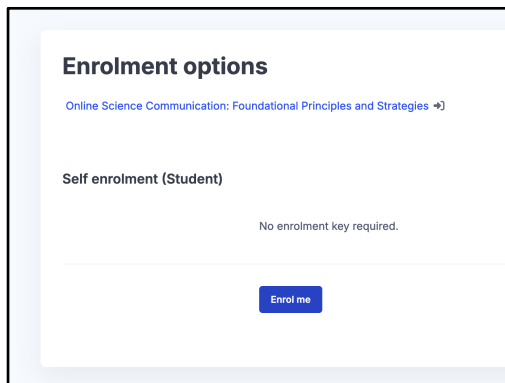 Enrolment options
Online Science Communication: Foundational Principles and Strategies
Self enrolment (Student)
No enrolment key required.
Enrol me